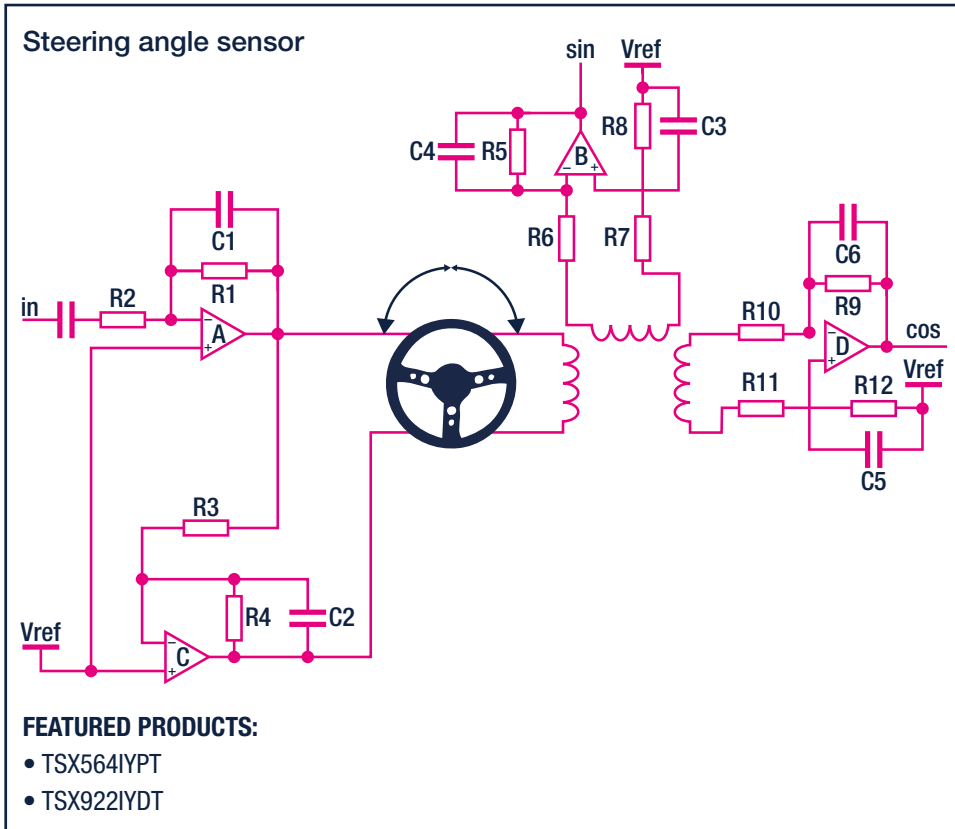 Steering angle sensor
sin
Vref
C4
R5
B
− +
R8
C3
R6
R7
C1
R1
in
R2
−
A
+
R10
C6
R9
−
D
+
cos
Vref
R11
R12
C5
R3
R4
C2
Vref
−
C
+
FEATURED PRODUCTS:
• TSX564IYPT
• TSX922IYDT